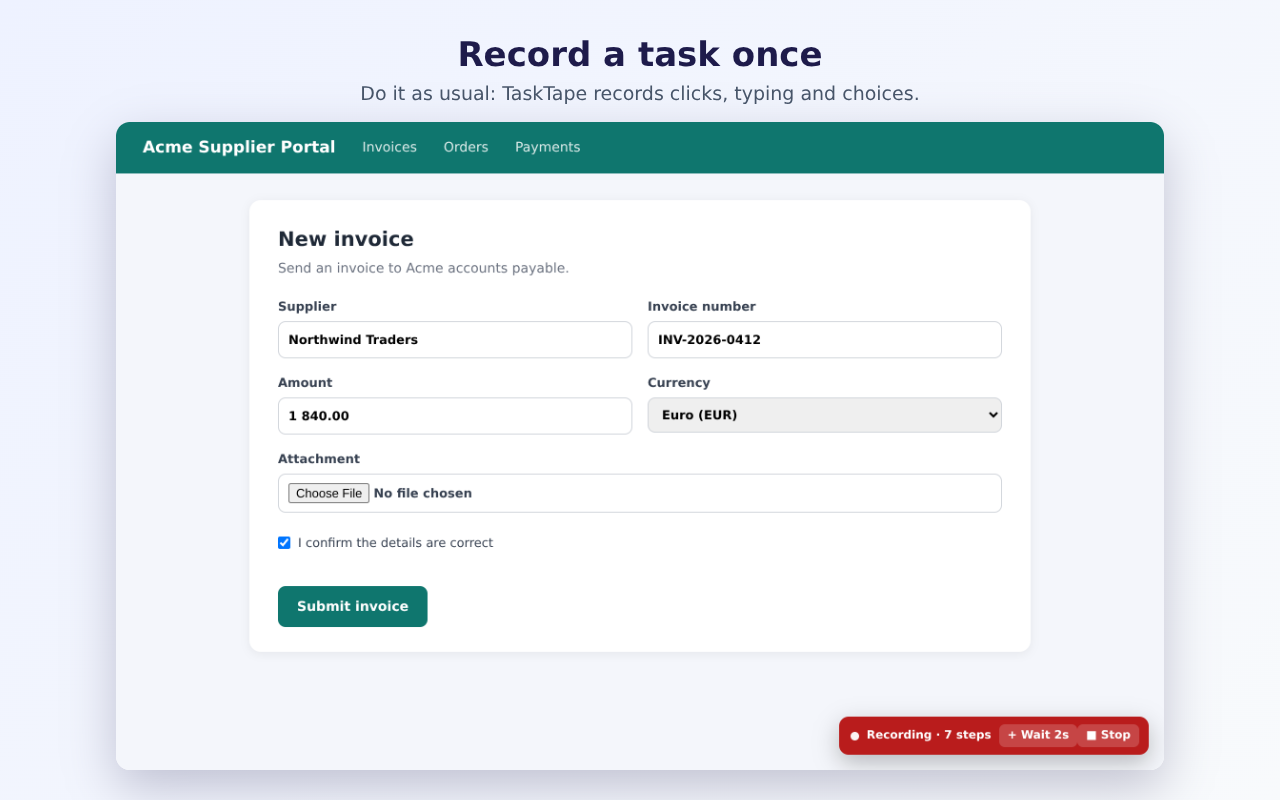 Record a task once
Do it as usual: TaskTape records clicks, typing and choices.
Acme Supplier Portal Invoices Orders Payments
New invoice
Send an invoice to Acme accounts payable.
Supplier Invoice number
Northwind Traders INV-2026-0412
Amount Currency
1 840.00 Euro (EUR)
Attachment
Choose File No file chosen
I confirm the details are correct
Submit invoice
Recording · 7 steps + Wait 2s Stop